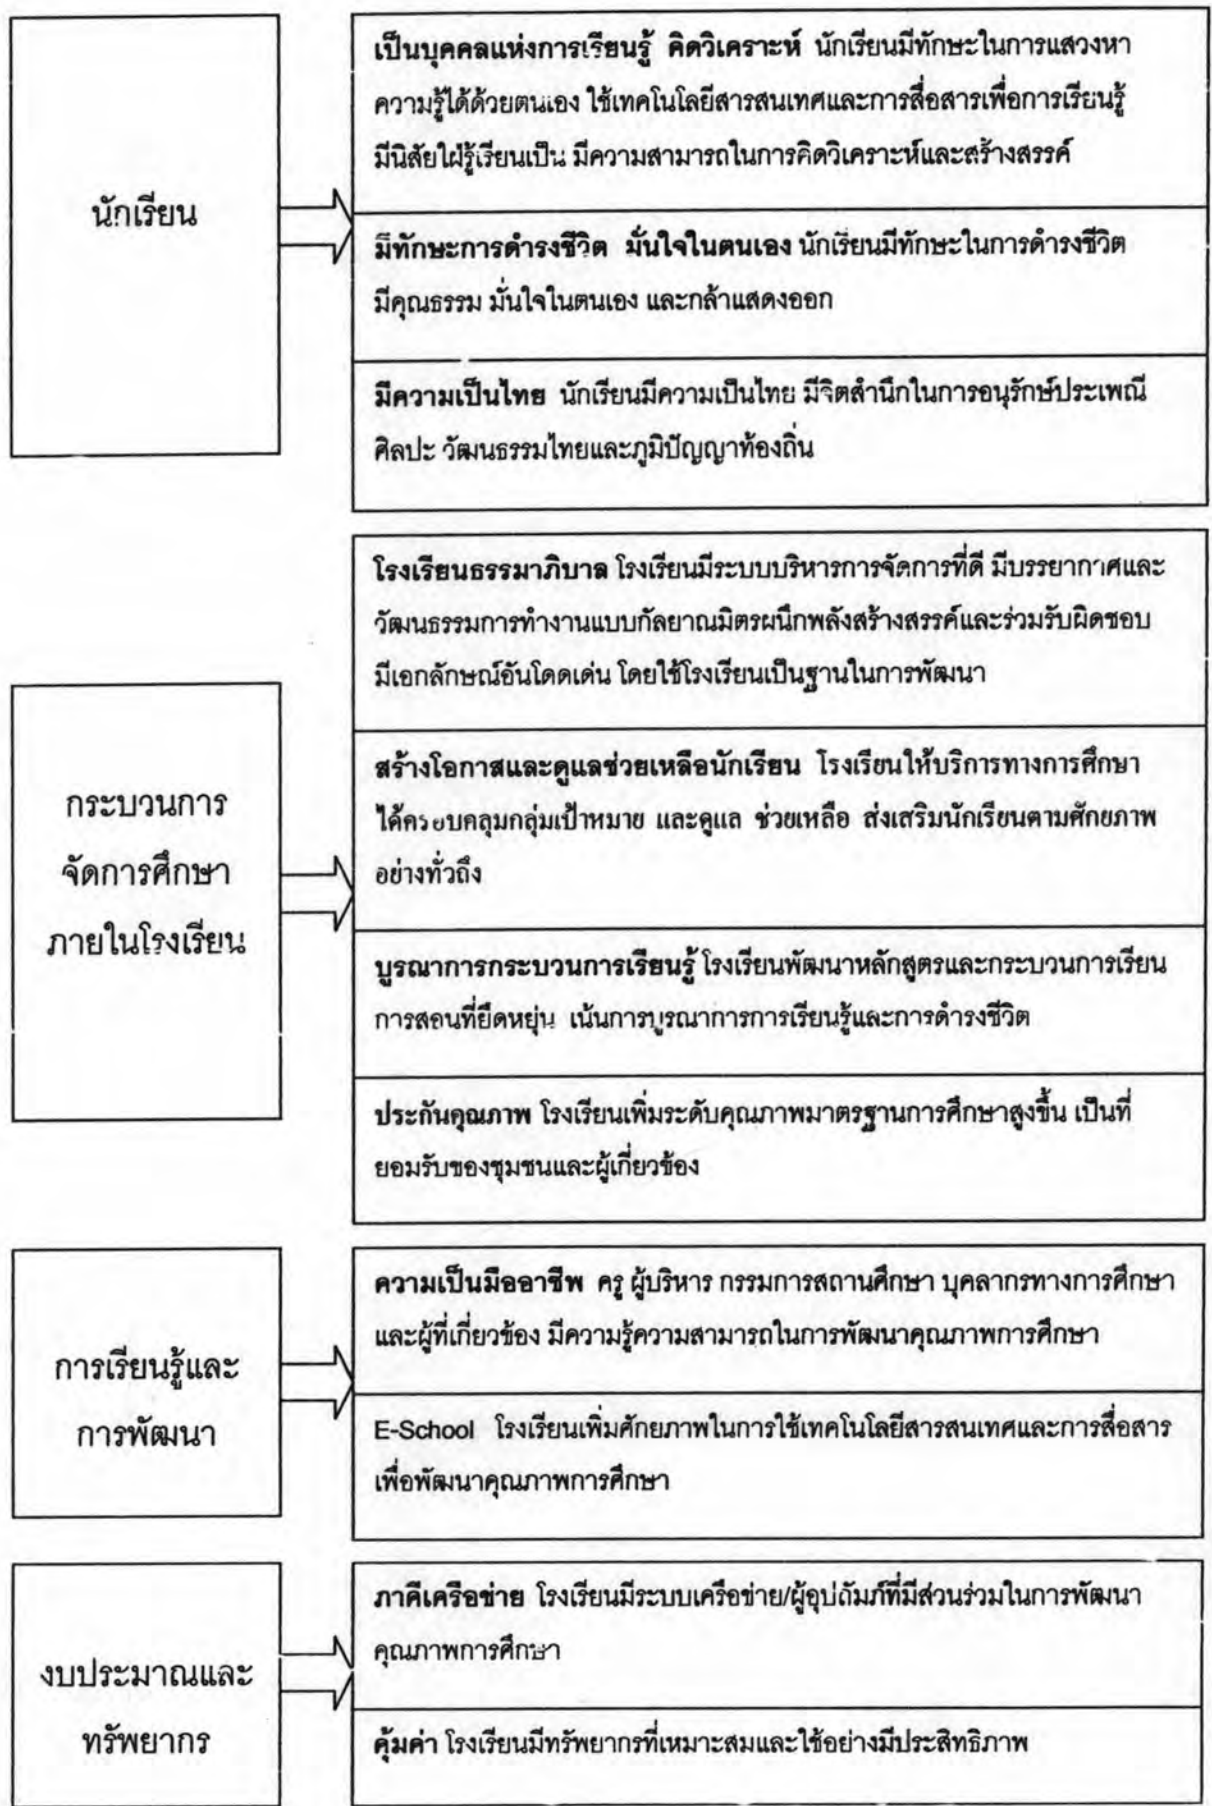 นักเรียน
เป็นบุคคลแห่งการเรียนรู้ คิดวิเคราะห์ นักเรียนมีทักษะในการแสวงหา
ความรู้ได้ด้วยตนเอง ใช้เทคโนโลยีสารสนเทศและการสื่อสารเพื่อการเรียนรู้
มีนิสัยใฝ่รู้เรียนเป็น มีความสามารถในการคิดวิเคราะห์และสร้างสรรค์
มีทักษะการดำรงชีวิต มั่นใจในตนเอง นักเรียนมีทักษะในการดำรงชีวิต
มีคุณธรรม มั่นใจในตนเอง และกล้าแสดงออก
มีความเป็นไทย นักเรียนมีความเป็นไทย มีจิตสำนึกในการอนุรักษ์ประเพณี
ศิลปะ วัฒนธรรมไทยและภูมิปัญญาท้องถิ่น
กระบวนการ
จัดการศึกษา
ภายในโรงเรียน
โรงเรียนธรรมาภิบาล โรงเรียนมีระบบบริหารการจัดการที่ดี มีบรรยากาศและ
วัฒนธรรมการทำงานแบบกัลยาณมิตรผนึกพลังสร้างสรรค์และร่วมรับผิดชอบ
มีเอกลักษณ์อันโดดเด่น โดยใช้โรงเรียนเป็นฐานในการพัฒนา
สร้างโอกาสและดูแลช่วยเหลือนักเรียน โรงเรียนให้บริการทางการศึกษา
ได้ครอบคลุมกลุ่มเป้าหมาย และดูแล ช่วยเหลือ ส่งเสริมนักเรียนตามศักยภาพ
อย่างทั่วถึง
บูรณาการกระบวนการเรียนรู้ โรงเรียนพัฒนาหลักสูตรและกระบวนการเรียน
การสอนที่ยืดหยุ่น เน้นการบูรณาการการเรียนรู้และการดำรงชีวิต
ประกันคุณภาพ โรงเรียนเพิ่มระดับคุณภาพมาตรฐานการศึกษาสูงขึ้น เป็นที่
ยอมรับของชุมชนและผู้เกี่ยวข้อง
การเรียนรู้และ
การพัฒนา
ความเป็นมืออาชีพ ครู ผู้บริหาร กรรมการสถานศึกษา บุคลากรทางการศึกษา
และผู้ที่เกี่ยวข้อง มีความรู้ความสามารถในการพัฒนาคุณภาพการศึกษา
E-School โรงเรียนเพิ่มศักยภาพในการใช้เทคโนโลยีสารสนเทศและการสื่อสาร
เพื่อพัฒนาคุณภาพการศึกษา
งบประมาณและ
ทรัพยากร
ภาคีเครือข่าย โรงเรียนมีระบบเครือข่าย/ผู้อุปถัมภ์ที่มีส่วนร่วมในการพัฒนา
คุณภาพการศึกษา
คุ้มค่า โรงเรียนมีทรัพยากรที่เหมาะสมและใช้อย่างมีประสิทธิภาพ